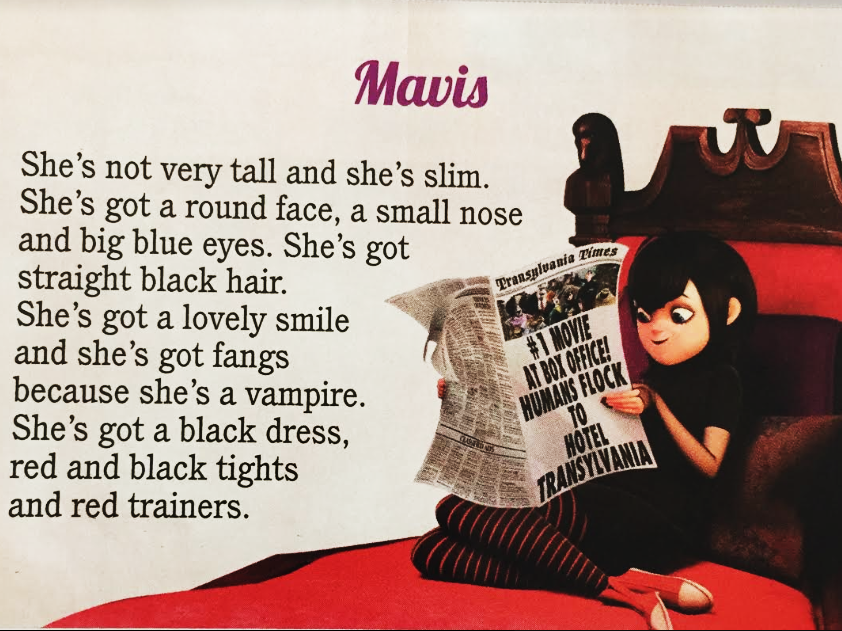 Mavis
She's not very tall and she's slim.
She's got a round face, a small nose
and big blue eyes. She's got
straight black hair.
She's got a lovely smile
and she's got fangs
because she's a vampire.
She's got a black dress,
red and black tights
and red trainers.
Transylvania Times
#1 MOVIE
AT BOX OFFICE!
HUMANS FLOCK
TO
HOTEL
TRANSYLVANIA